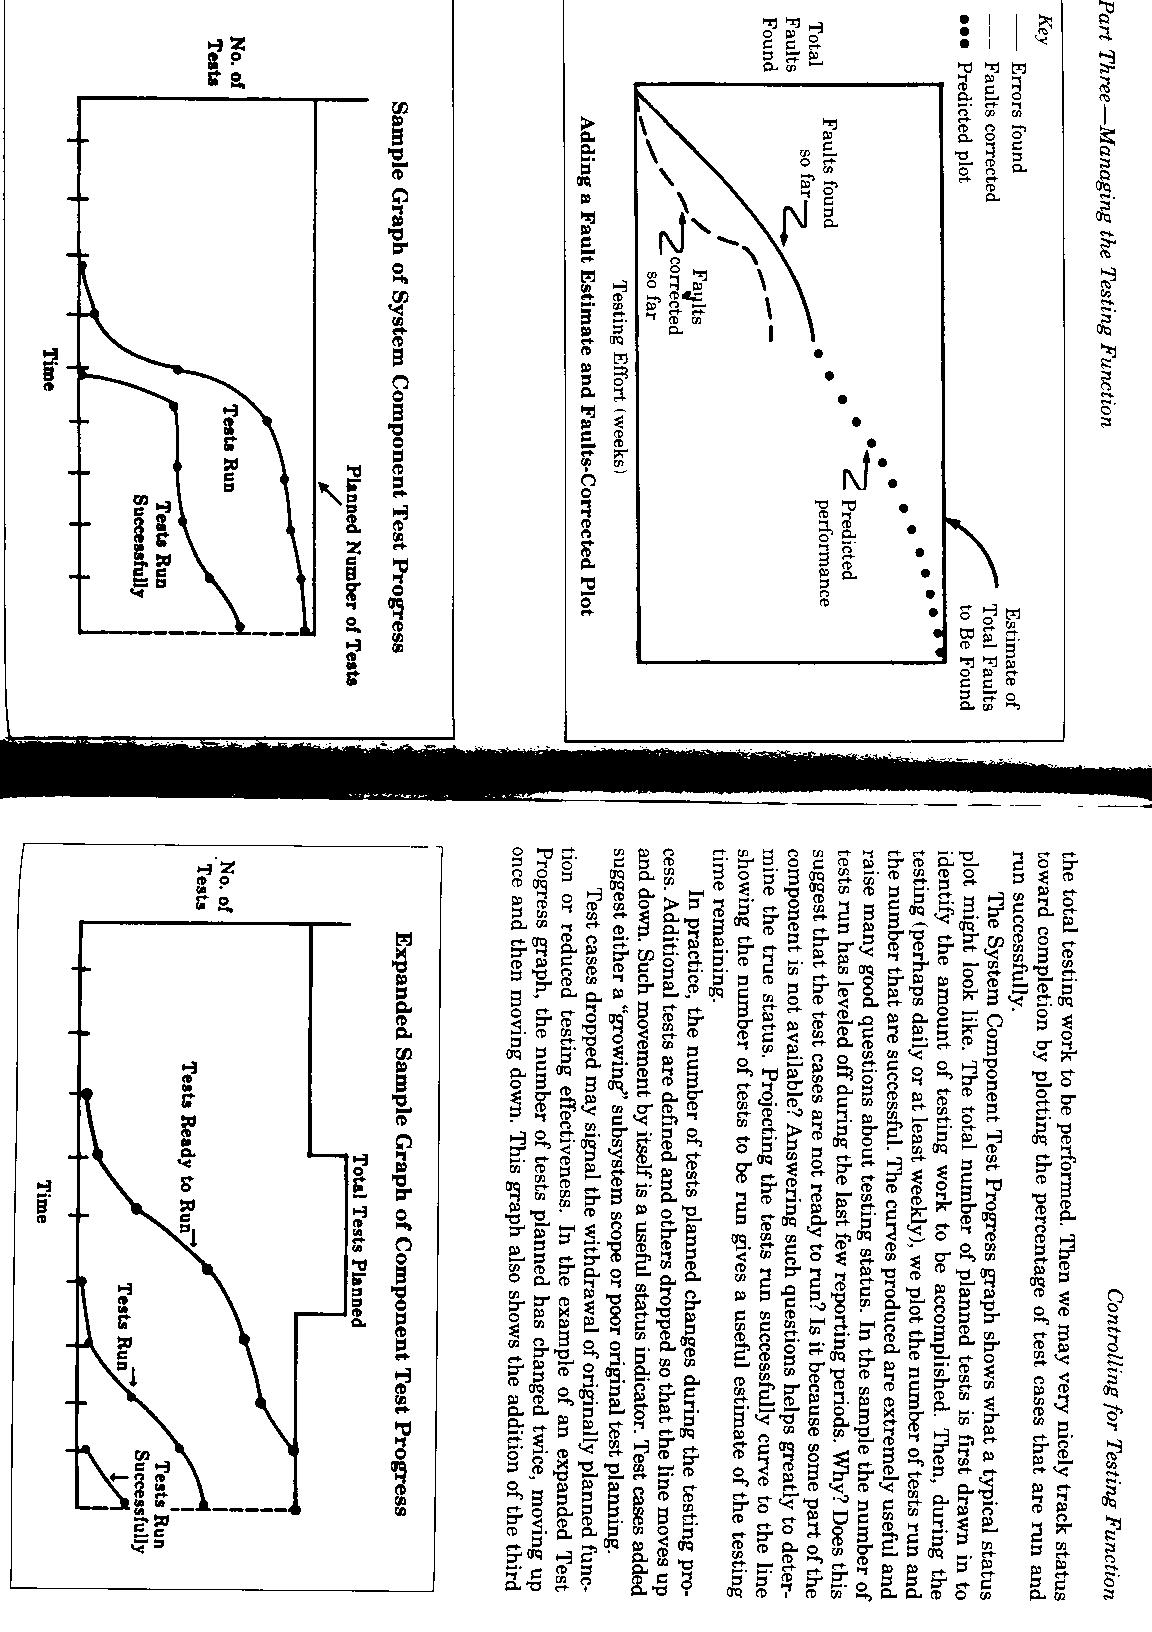 Part Three—Managing the Testing Function
Key
Errors found
Faults corrected
Predicted plot
Total
Faults
Found
Faults found
so far
Faults
corrected
so far
Predicted
performance
Estimate of
Total Faults
to Be Found
Testing Effort (weeks)
Adding a Fault Estimate and Faults-Corrected Plot
Sample Graph of System Component Test Progress
No. of
Tests
Planned Number of Tests
Tests Run
Tests Run
Successfully
Time
Controlling for Testing Function
the total testing work to be performed. Then we may very nicely track status
toward completion by plotting the percentage of test cases that are run and
run successfully.
The System Component Test Progress graph shows what a typical status
plot might look like. The total number of planned tests is first drawn in to
identify the amount of testing work to be accomplished. Then, during the
testing (perhaps daily or at least weekly), we plot the number of tests run and
the number that are successful. The curves produced are extremely useful and
raise many good questions about testing status. In the sample the number of
tests run has leveled off during the last few reporting periods. Why? Does this
suggest that the test cases are not ready to run? Is it because some part of the
component is not available? Answering such questions helps greatly to deter-
mine the true status. Projecting the tests run successfully curve to the line
showing the number of tests to be run gives a useful estimate of the testing
time remaining.
In practice, the number of tests planned changes during the testing pro-
cess. Additional tests are defined and others dropped so that the line moves up
and down. Such movement by itself is a useful status indicator. Test cases added
suggest either a “growing” subsystem scope or poor original test planning.
Test cases dropped may signal the withdrawal of originally planned func-
tion or reduced testing effectiveness. In the example of an expanded Test
Progress graph, the number of tests planned has changed twice, moving up
once and then moving down. This graph also shows the addition of the third
Expanded Sample Graph of Component Test Progress
No. of
Tests
Total Tests Planned
Tests Ready to Run
Tests Run
Tests Run
Successfully
Time